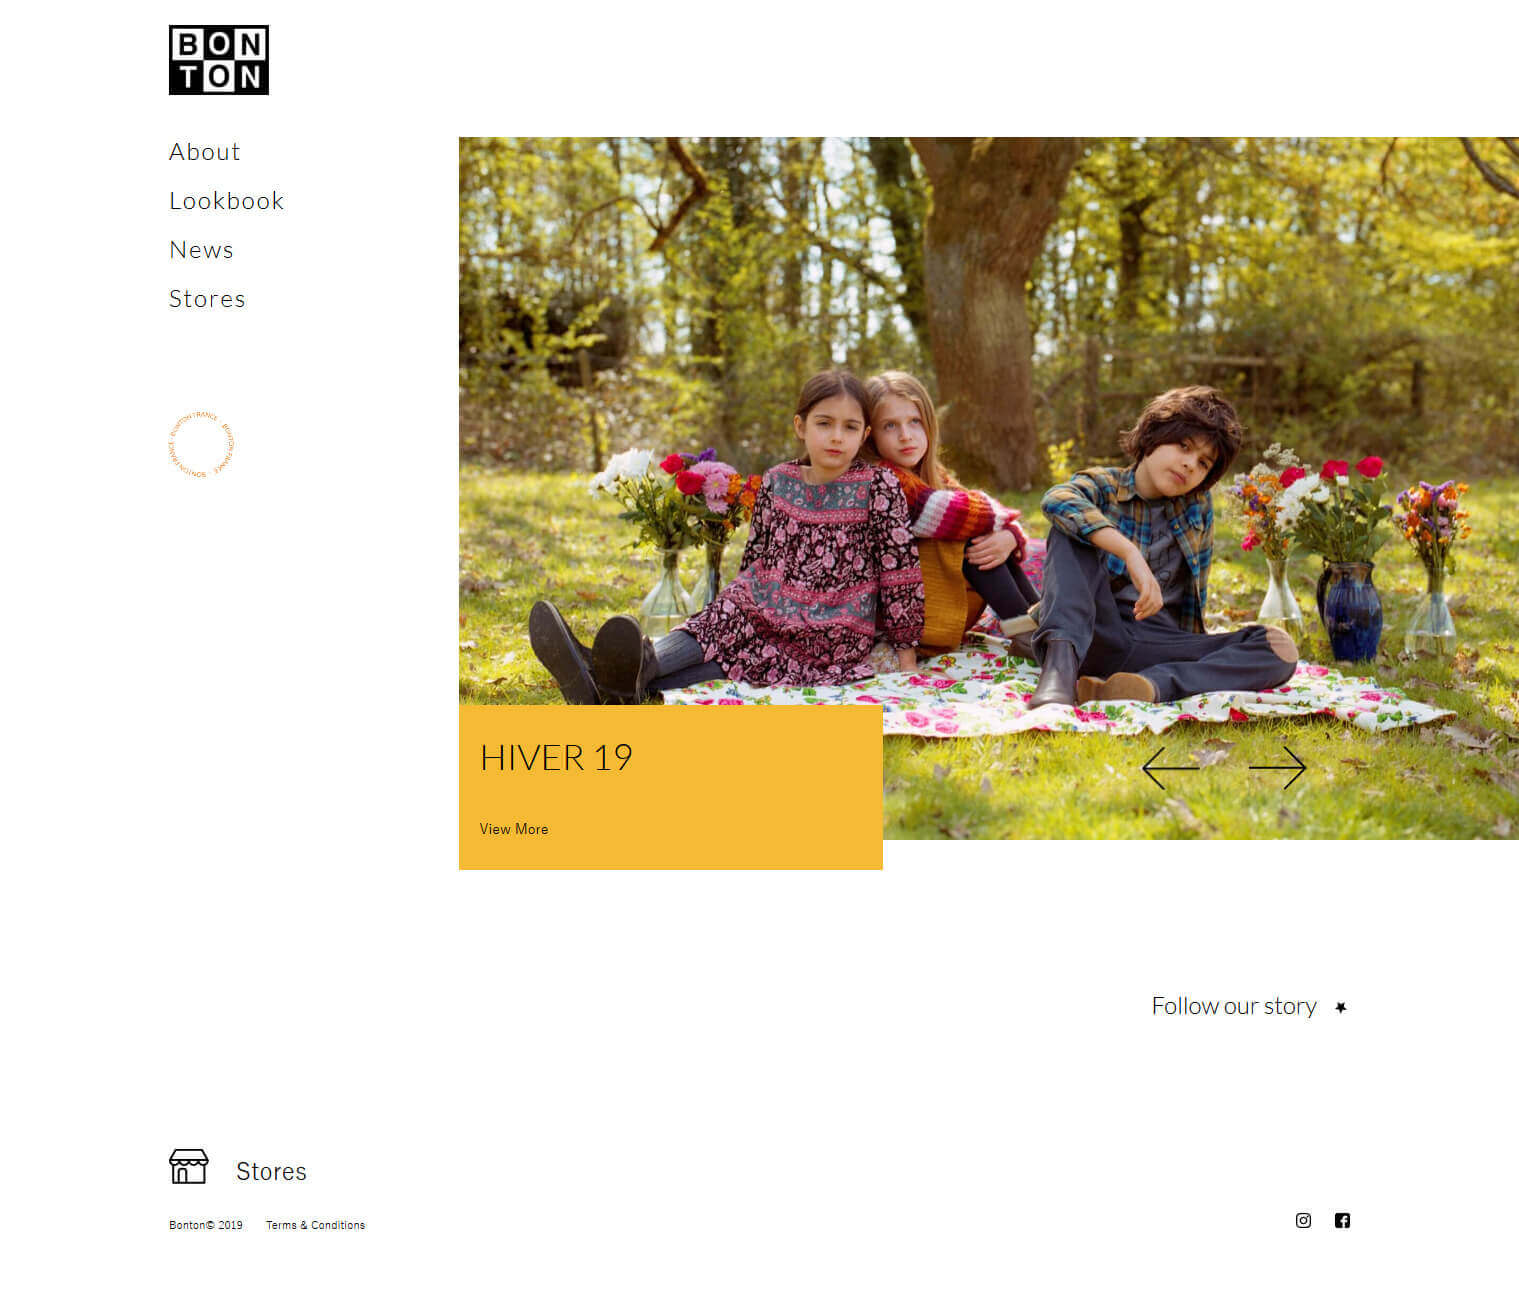 BON
TON
About
Lookbook
News
Stores
BONTON FRANCE BONTON FRANCE BONTON FRANCE
HIVER 19
View More
Follow our story
Stores
Bonton© 2019 Terms & Conditions